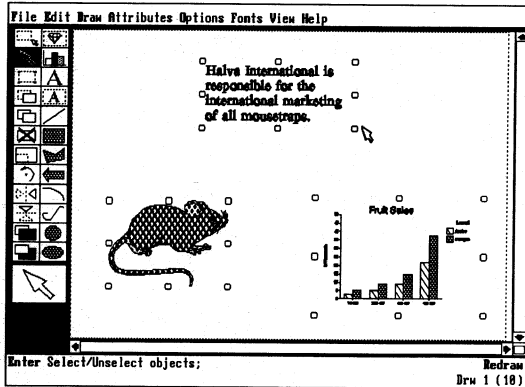 File Edit Draw Attributes Options Fonts View Help
A
A
Halva International is
responsible for the
international marketing
of all mousetraps.
Fruit Sales
Enter Select/Unselect objects;
Redraw
Drw 1 (10)